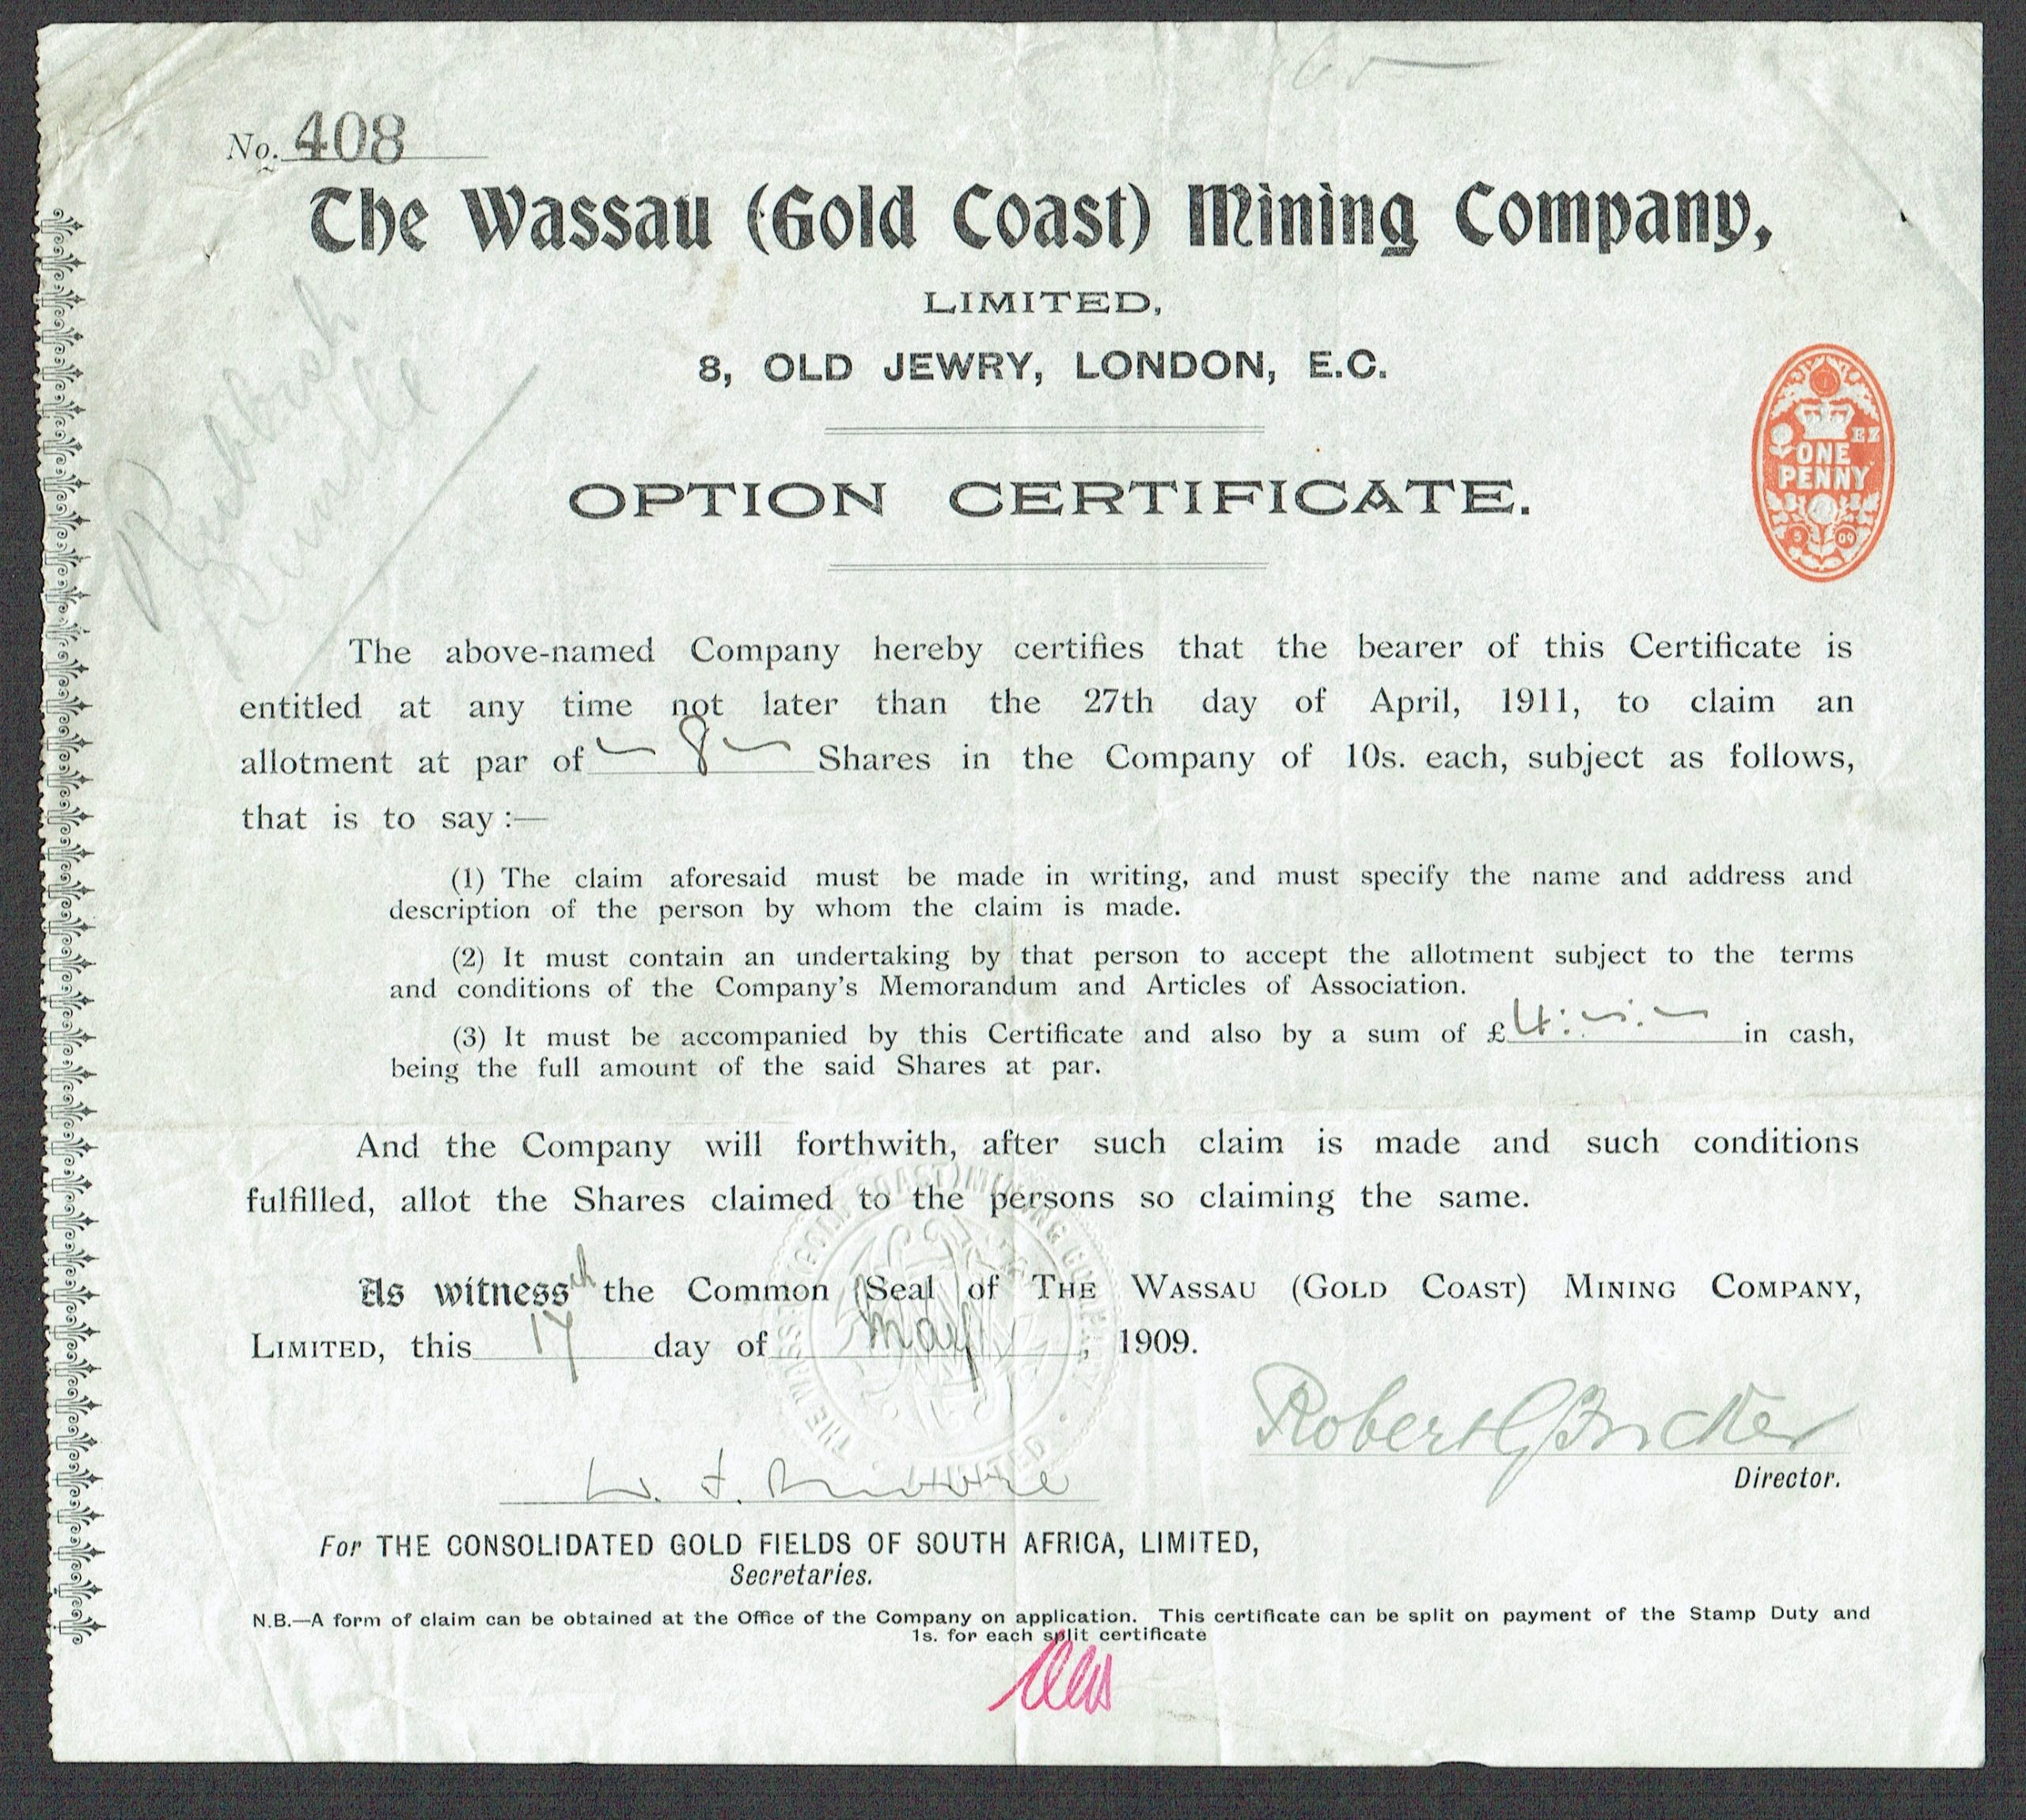 No. 408
The Wassau (Gold Coast) Mining Company,
LIMITED,
8, OLD JEWRY, LONDON, E.C.
EZ
ONE
PENNY
5 09
OPTION CERTIFICATE.
The above-named Company hereby certifies that the bearer of this Certificate is
entitled at any time not later than the 27th day of April, 1911, to claim an
allotment at par of 8 Shares in the Company of 10s. each, subject as follows,
that is to say :—
(1) The claim aforesaid must be made in writing, and must specify the name and address and
description of the person by whom the claim is made.
(2) It must contain an undertaking by that person to accept the allotment subject to the terms
and conditions of the Company's Memorandum and Articles of Association.
(3) It must be accompanied by this Certificate and also by a sum of £4:-:- in cash,
being the full amount of the said Shares at par.
And the Company will forthwith, after such claim is made and such conditions
fulfilled, allot the Shares claimed to the persons so claiming the same.
As witness the Common Seal of THE WASSAU (GOLD COAST) MINING COMPANY,
LIMITED, this 17th day of May, 1909.
Director.
W. F. Moore
For THE CONSOLIDATED GOLD FIELDS OF SOUTH AFRICA, LIMITED,
Secretaries.
N.B.—A form of claim can be obtained at the Office of the Company on application. This certificate can be split on payment of the Stamp Duty and
1s. for each split certificate